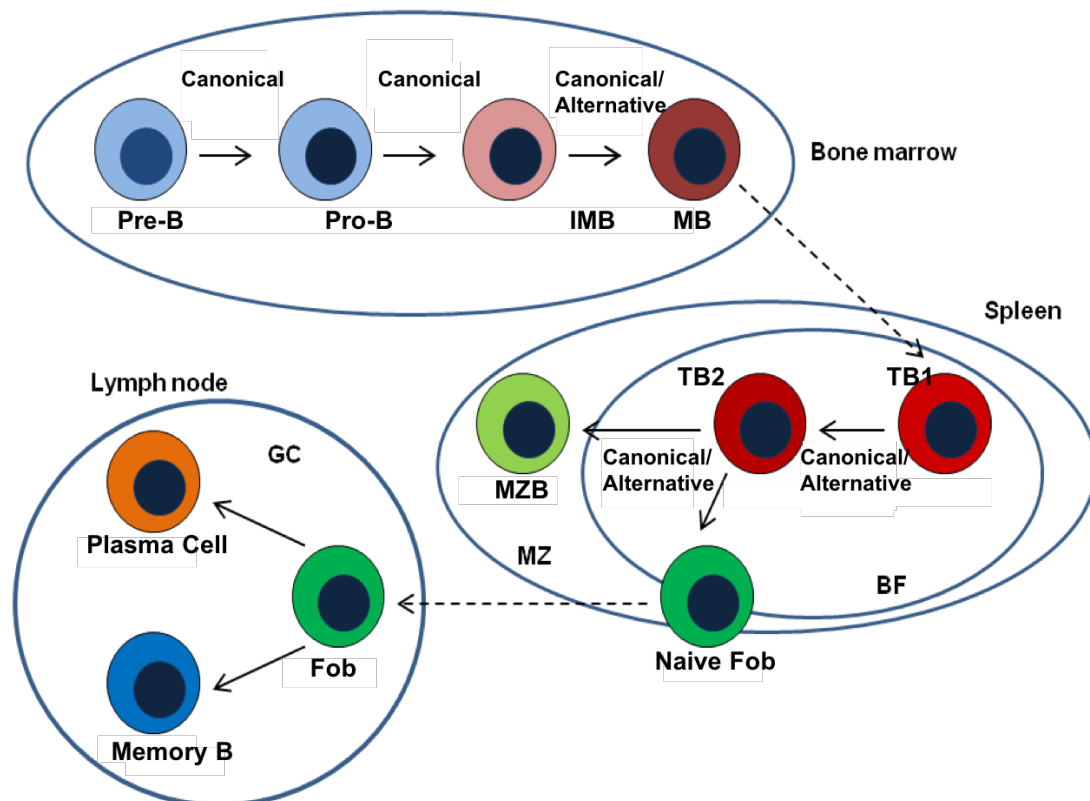 Canonical
Canonical
Canonical/
Alternative
Bone marrow
Pre-B
Pro-B
IMB
MB
Spleen
TB2
TB1
Canonical/
Alternative
Canonical/
Alternative
MZB
MZ
BF
Naive Fob
Lymph node
GC
Plasma Cell
Fob
Memory B